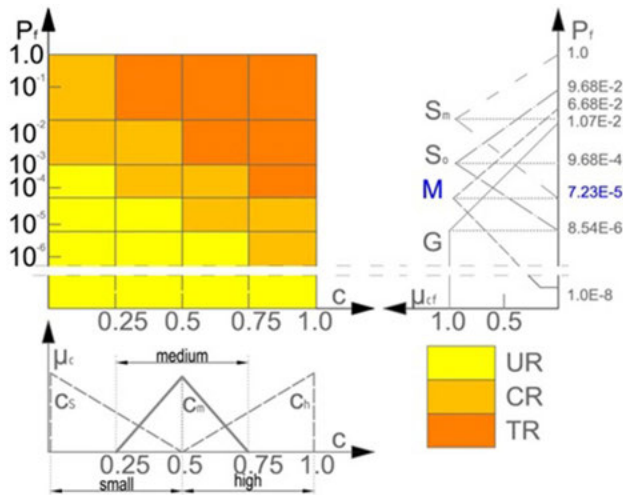 Pf
1.0
10-1
10-2
10-3
10-4
10-5
10-6
0.25 0.5 0.75 1.0 c
Pf
1.0
9.68E-2
6.68E-2
1.07E-2
9.68E-4
7.23E-5
8.54E-6
1.0E-8
Sm
So
M
G
μcf
1.0 0.5
μc
medium
Cs Cm Ch
c
0.25 0.5 0.75 1.0
small high
UR
CR
TR